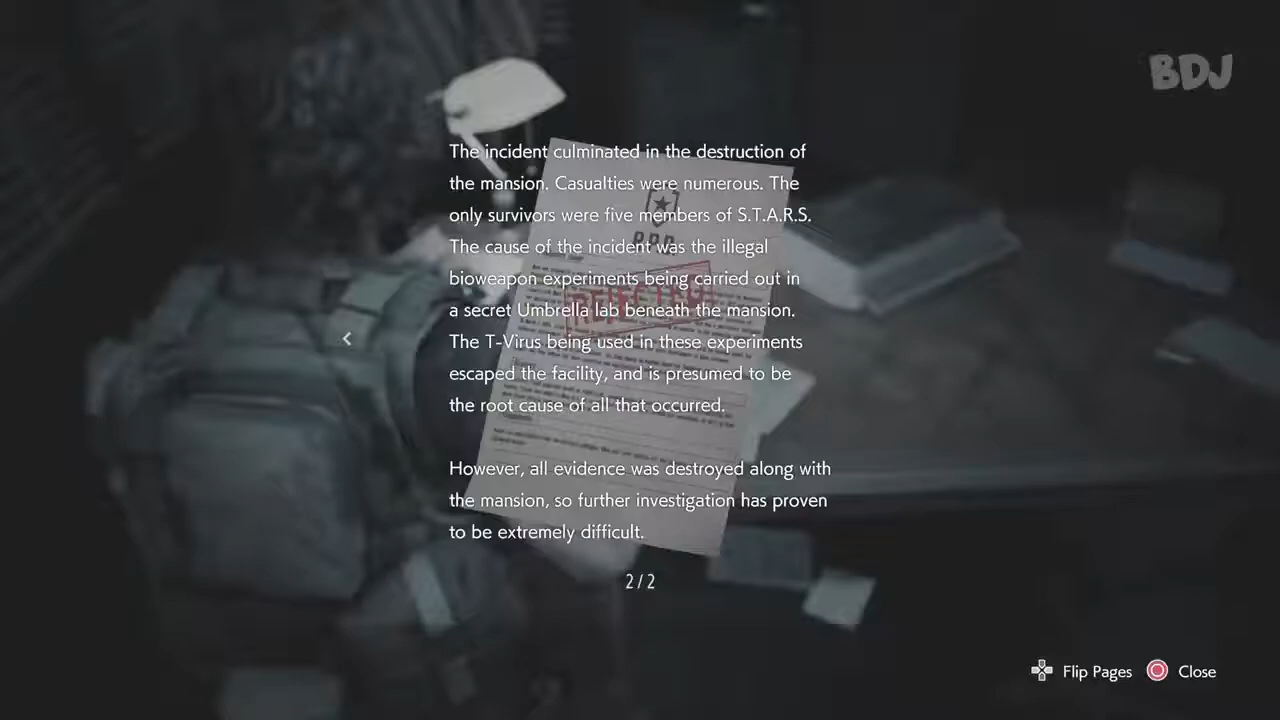 BDJ
The incident culminated in the destruction of
the mansion. Casualties were numerous. The
only survivors were five members of S.T.A.R.S.
The cause of the incident was the illegal
bioweapon experiments being carried out in
a secret Umbrella lab beneath the mansion.
The T-Virus being used in these experiments
escaped the facility, and is presumed to be
the root cause of all that occurred.
However, all evidence was destroyed along with
the mansion, so further investigation has proven
to be extremely difficult.
2 / 2
REJECTED
Flip Pages
Close